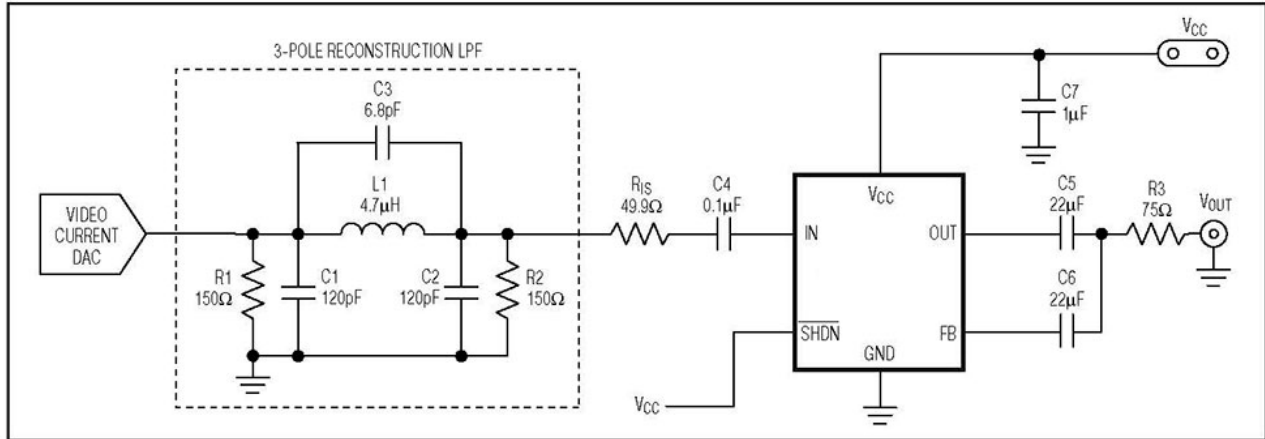 3-POLE RECONSTRUCTION LPF
C3
6.8pF
L1
4.7µH
VIDEO
CURRENT
DAC
R1
150Ω
C1
120pF
C2
120pF
R2
150Ω
RIS
49.9Ω
C4
0.1µF
VCC
C7
1µF
VCC
IN
OUT
SHDN
FB
GND
VCC
C5
22µF
C6
22µF
R3
75Ω
VOUT